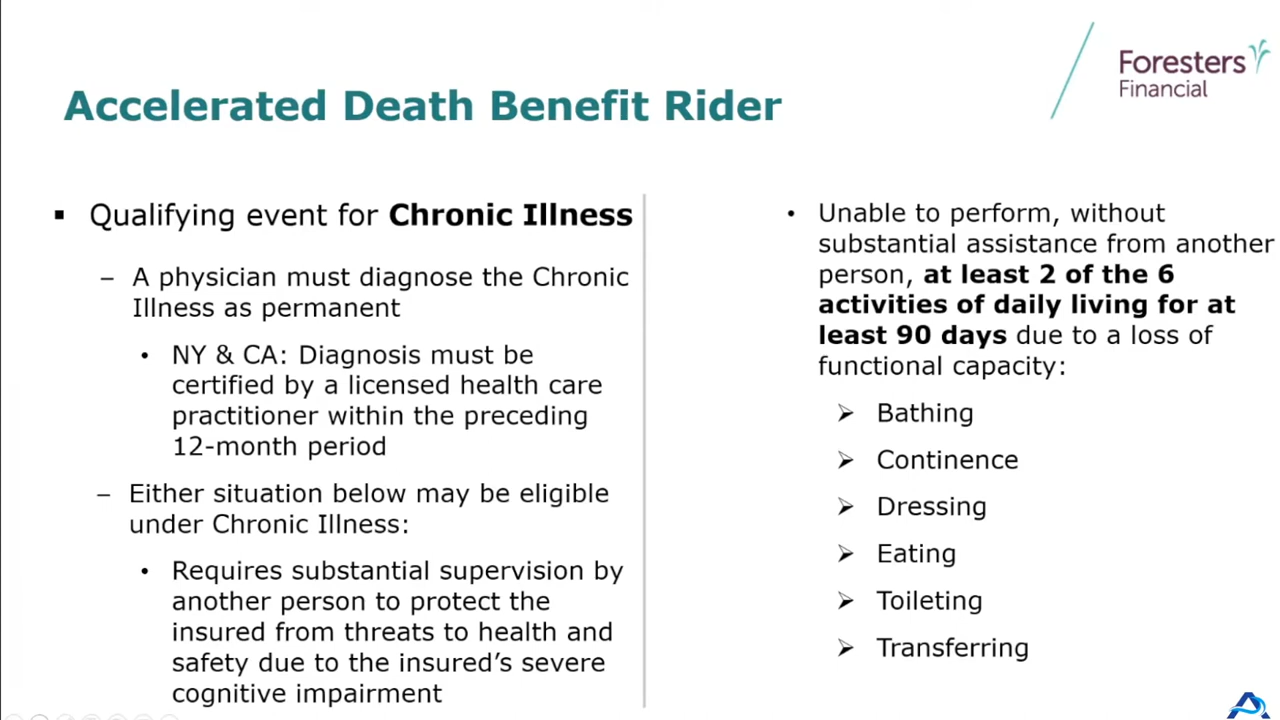 Foresters
Financial
Accelerated Death Benefit Rider
▪ Qualifying event for Chronic Illness
– A physician must diagnose the Chronic
Illness as permanent
• NY & CA: Diagnosis must be
certified by a licensed health care
practitioner within the preceding
12-month period
– Either situation below may be eligible
under Chronic Illness:
• Requires substantial supervision by
another person to protect the
insured from threats to health and
safety due to the insured’s severe
cognitive impairment
• Unable to perform, without
substantial assistance from another
person, at least 2 of the 6
activities of daily living for at
least 90 days due to a loss of
functional capacity:
➢ Bathing
➢ Continence
➢ Dressing
➢ Eating
➢ Toileting
➢ Transferring